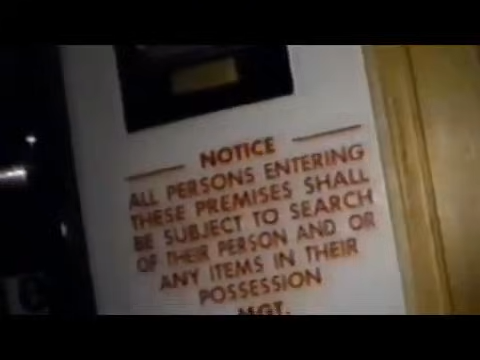 NOTICE
ALL PERSONS ENTERING
THESE PREMISES SHALL
BE SUBJECT TO SEARCH
OF THEIR PERSON AND OR
ANY ITEMS IN THEIR
POSSESSION
MGT.